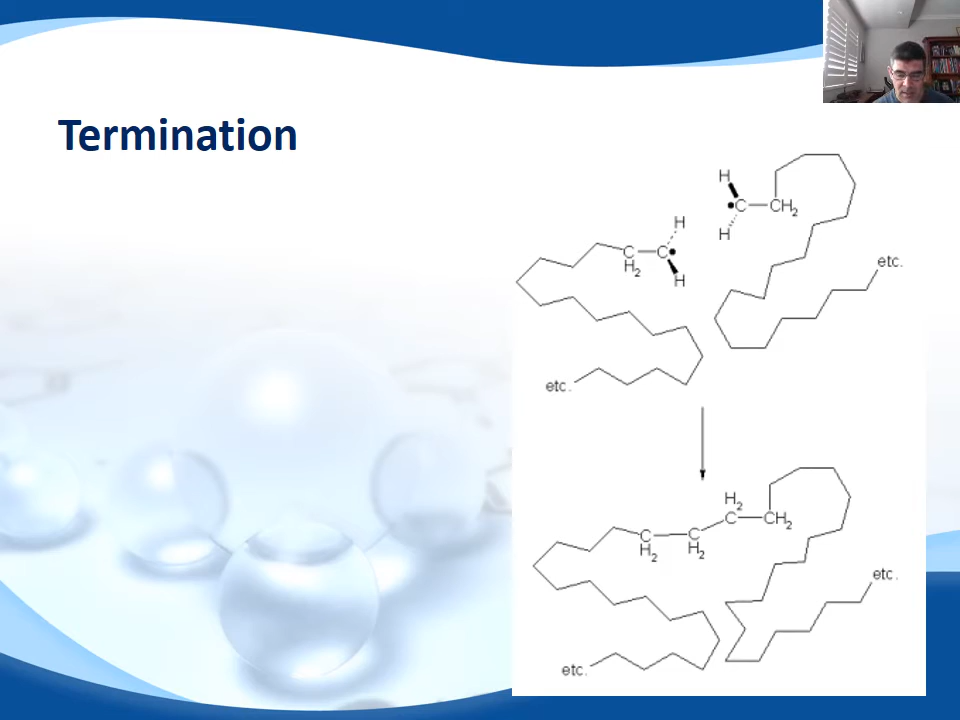 Termination
H
•C—CH2
H
H
C—C•
H2
H
etc.
etc.
H2
C—CH2
C—C
H2 H2
etc.
etc.